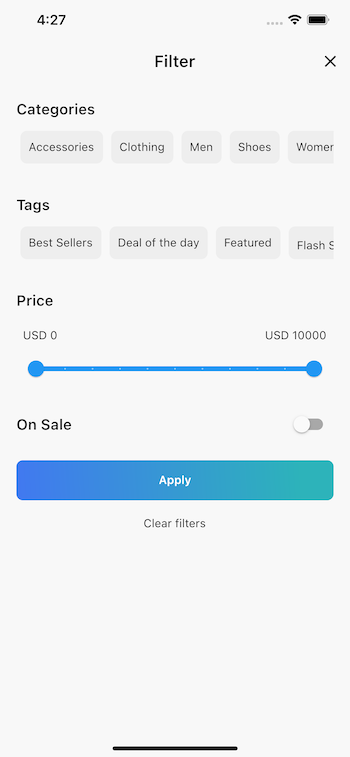 4:27
Filter
Categories
Accessories Clothing Men Shoes Women
Tags
Best Sellers Deal of the day Featured Flash S
Price
USD 0 USD 10000
On Sale
Apply
Clear filters